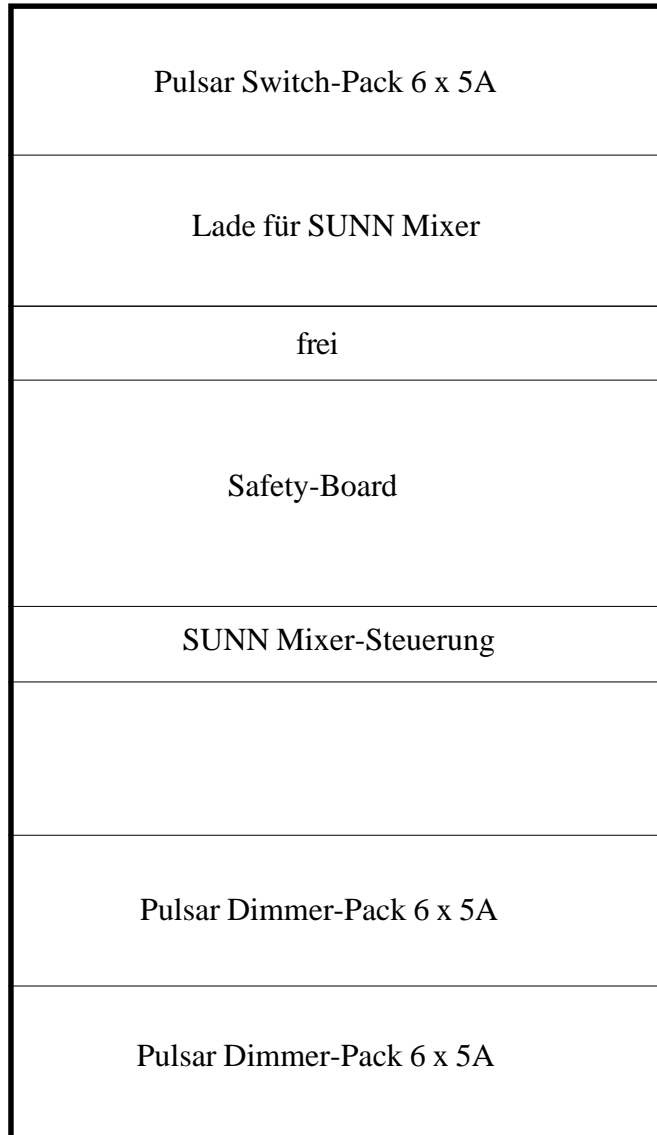 Pulsar Switch-Pack 6 x 5A
Lade für SUNN Mixer
frei
Safety-Board
SUNN Mixer-Steuerung
Pulsar Dimmer-Pack 6 x 5A
Pulsar Dimmer-Pack 6 x 5A